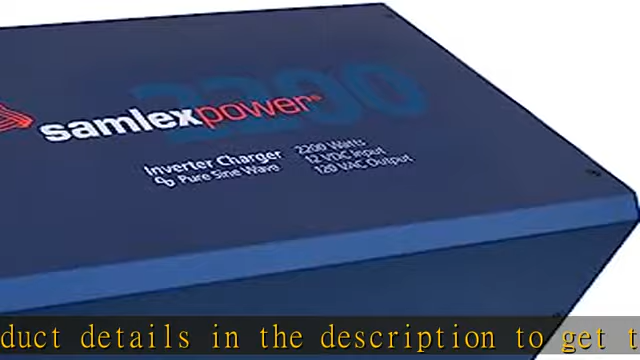 2200
samlexpower®
Inverter Charger
Pure Sine Wave
2200 Watts
12 VDC Input
120 VAC Output
duct details in the description to get t